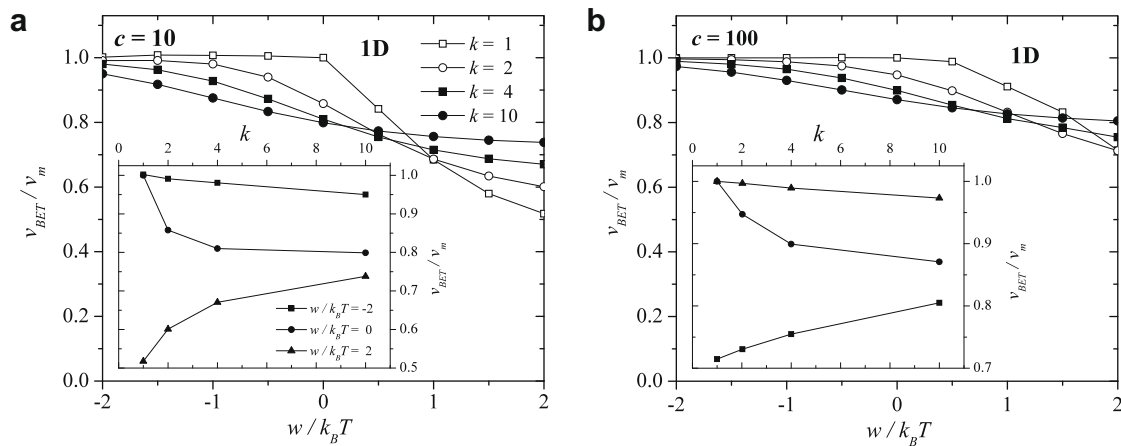 a
c = 10
1D
k = 1
k = 2
k = 4
k = 10
v_BET / v_m
1.0
0.8
0.6
0.4
0.2
0.0
-2 -1 0 1 2
w / k_B T
k
0 2 4 6 8 10
1.0
0.9
0.8
0.7
0.6
0.5
v_BET / v_m
w / k_B T = -2
w / k_B T = 0
w / k_B T = 2
b
c = 100
1D
v_BET / v_m
1.0
0.8
0.6
0.4
0.2
0.0
-2 -1 0 1 2
w / k_B T
k
0 2 4 6 8 10
1.0
0.9
0.8
0.7
v_BET / v_m